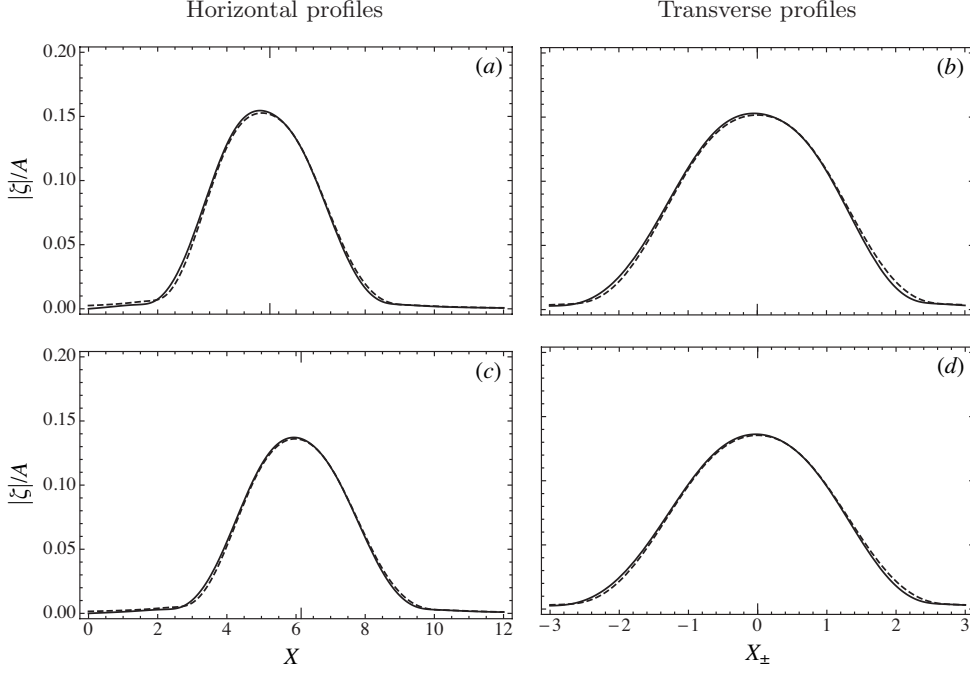 Horizontal profiles
Transverse profiles
0.20
0.15
0.10
0.05
0.00
|ζ|/A
(a)
(b)
0.20
0.15
0.10
0.05
0.00
|ζ|/A
(c)
(d)
0 2 4 6 8 10 12
X
−3 −2 −1 0 1 2 3
X±